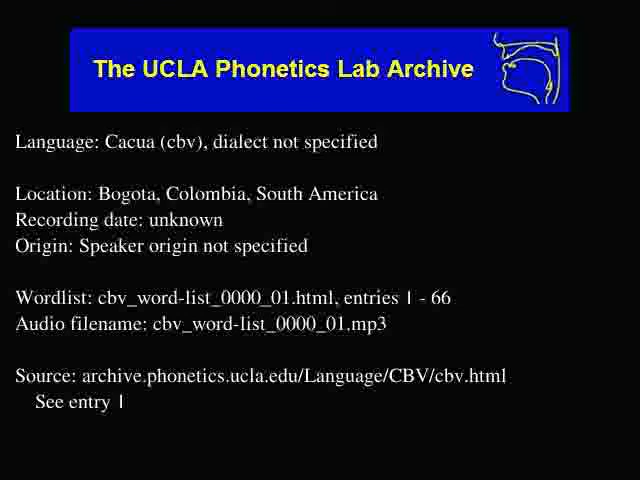 The UCLA Phonetics Lab Archive
Language: Cacua (cbv), dialect not specified
Location: Bogota, Colombia, South America
Recording date: unknown
Origin: Speaker origin not specified
Wordlist: cbv_word-list_0000_01.html, entries 1 - 66
Audio filename: cbv_word-list_0000_01.mp3
Source: archive.phonetics.ucla.edu/Language/CBV/cbv.html
See entry 1